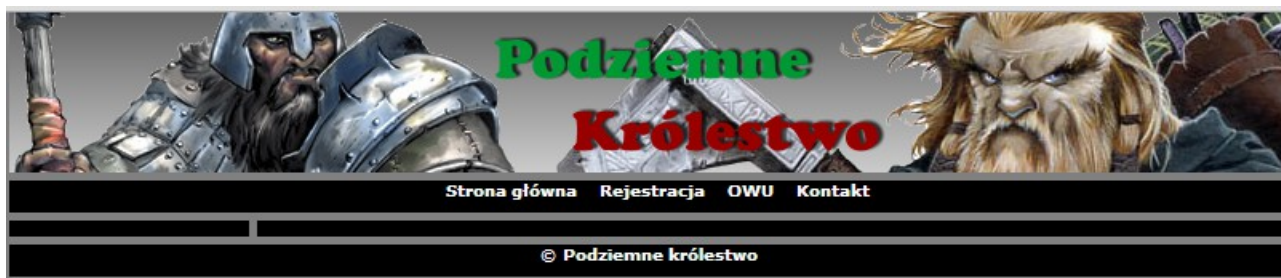 Podziemne
Królestwo
Strona główna Rejestracja OWU Kontakt
© Podziemne królestwo